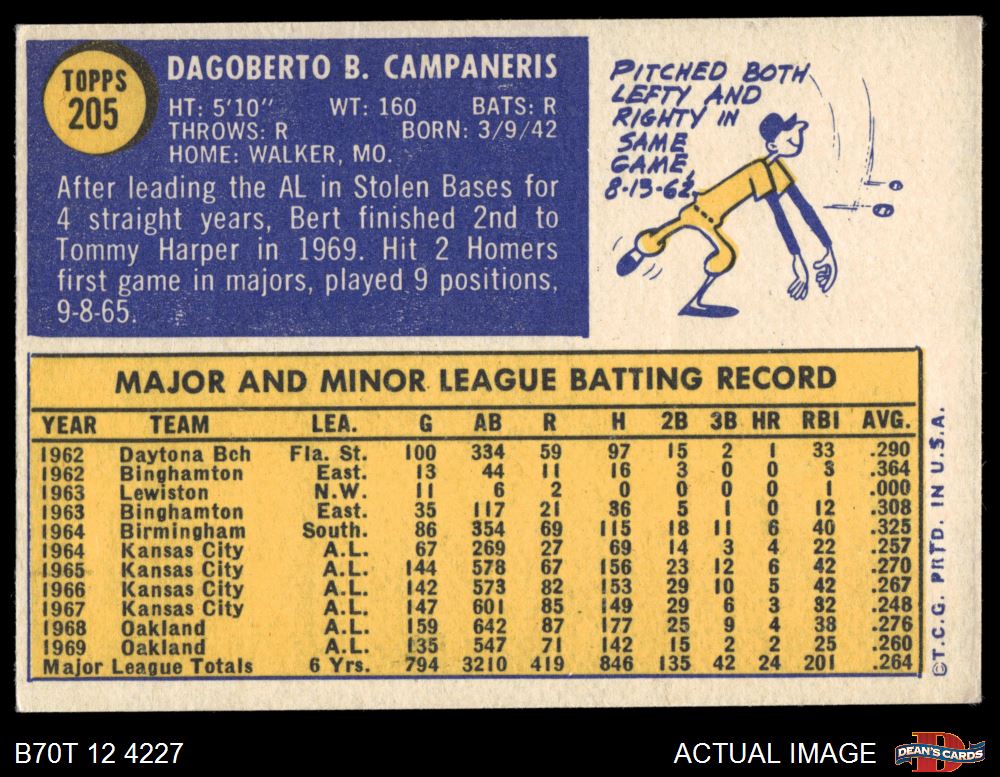 TOPPS
205
DAGOBERTO B. CAMPANERIS
HT: 5'10" WT: 160 BATS: R
THROWS: R BORN: 3/9/42
HOME: WALKER, MO.
After leading the AL in Stolen Bases for
4 straight years, Bert finished 2nd to
Tommy Harper in 1969. Hit 2 Homers
first game in majors, played 9 positions,
9-8-65.
PITCHED BOTH
LEFTY AND
RIGHTY IN
SAME
GAME,
8-13-62.
MAJOR AND MINOR LEAGUE BATTING RECORD
YEAR TEAM LEA. G AB R H 2B 3B HR RBI AVG.
1962 Daytona Bch Fla. St. 100 334 59 97 15 2 1 33 .290
1962 Binghamton East. 13 44 11 16 3 0 0 3 .364
1963 Lewiston N.W. 11 6 2 0 0 0 0 1 .000
1963 Binghamton East. 35 117 21 36 5 1 0 12 .308
1964 Birmingham South. 86 354 69 115 18 11 6 40 .325
1964 Kansas City A.L. 67 269 27 69 14 3 4 22 .257
1965 Kansas City A.L. 144 578 67 156 23 12 6 42 .270
1966 Kansas City A.L. 142 573 82 153 29 10 5 42 .267
1967 Kansas City A.L. 147 601 85 149 29 6 3 32 .248
1968 Oakland A.L. 159 642 87 177 25 9 4 38 .276
1969 Oakland A.L. 135 547 71 142 15 2 2 25 .260
Major League Totals 6 Yrs. 794 3210 419 846 135 42 24 201 .264
©T.C.G. PRTD. IN U.S.A.
B70T 12 4227
ACTUAL IMAGE
D
DEAN'S CARDS